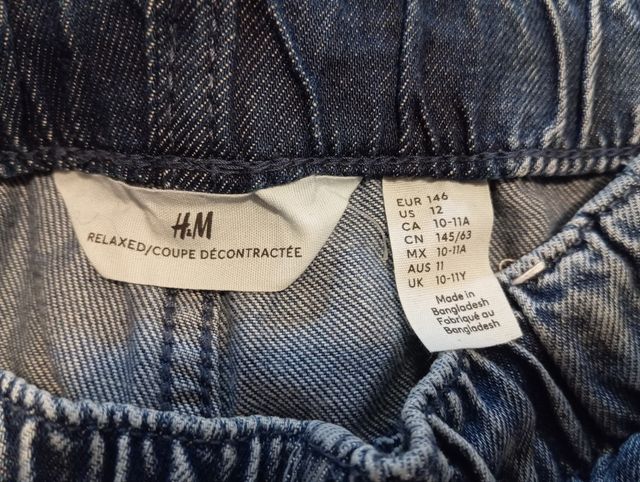 H&M
RELAXED/COUPE DÉCONTRACTÉE
EUR 146
US 12
CA 10-11A
CN 145/63
MX 10-11A
AUS 11
UK 10-11Y
Made in
Bangladesh
Fabriqué au
Bangladesh